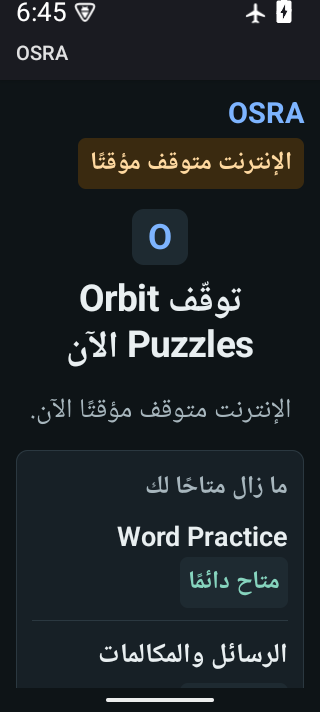 6:45
OSRA
OSRA
الإنترنت متوقف مؤقتًا
O
توقّف Orbit
Puzzles الآن
الإنترنت متوقف مؤقتًا الآن.
ما زال متاحًا لك
Word Practice
متاح دائمًا
الرسائل والمكالمات